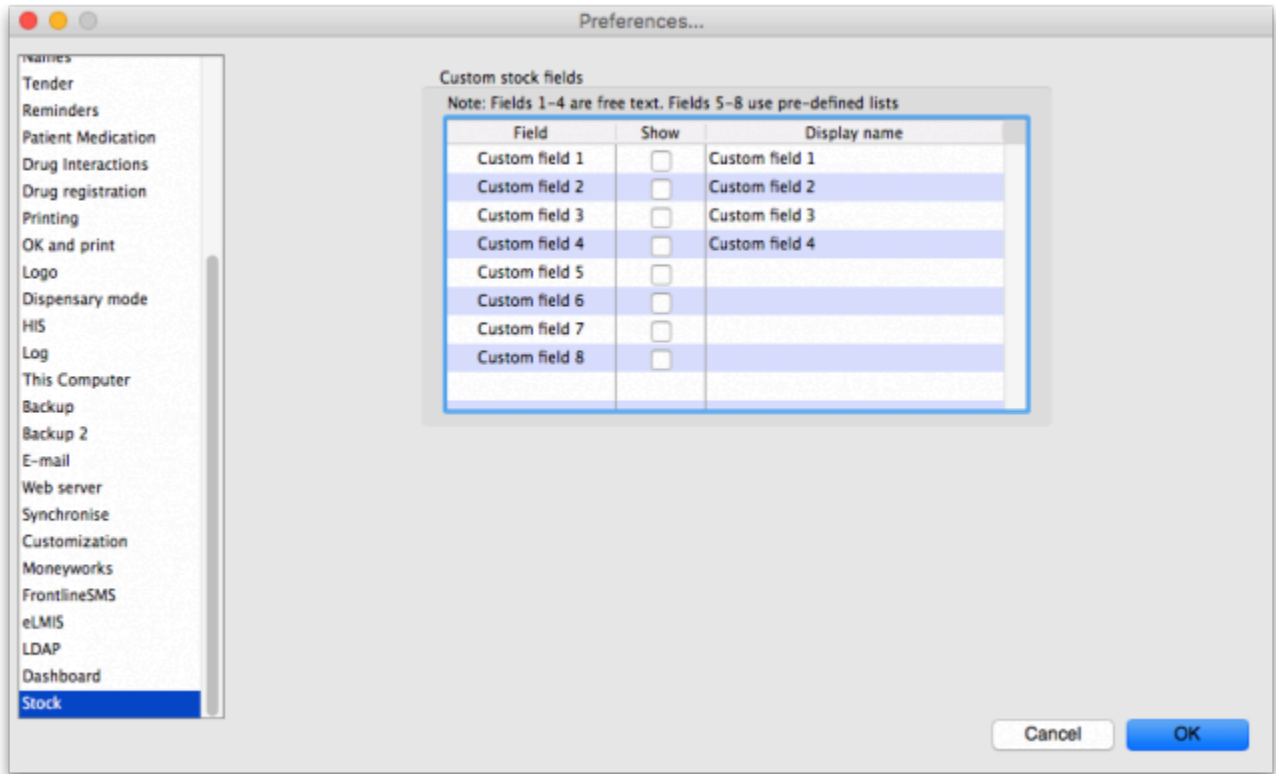 Preferences...
Names
Tender
Reminders
Patient Medication
Drug Interactions
Drug registration
Printing
OK and print
Logo
Dispensary mode
HIS
Log
This Computer
Backup
Backup 2
E-mail
Web server
Synchronise
Customization
Moneyworks
FrontlineSMS
eLMIS
LDAP
Dashboard
Stock
Custom stock fields
Note: Fields 1-4 are free text. Fields 5-8 use pre-defined lists
Field Show Display name
Custom field 1 Custom field 1
Custom field 2 Custom field 2
Custom field 3 Custom field 3
Custom field 4 Custom field 4
Custom field 5
Custom field 6
Custom field 7
Custom field 8
Cancel OK